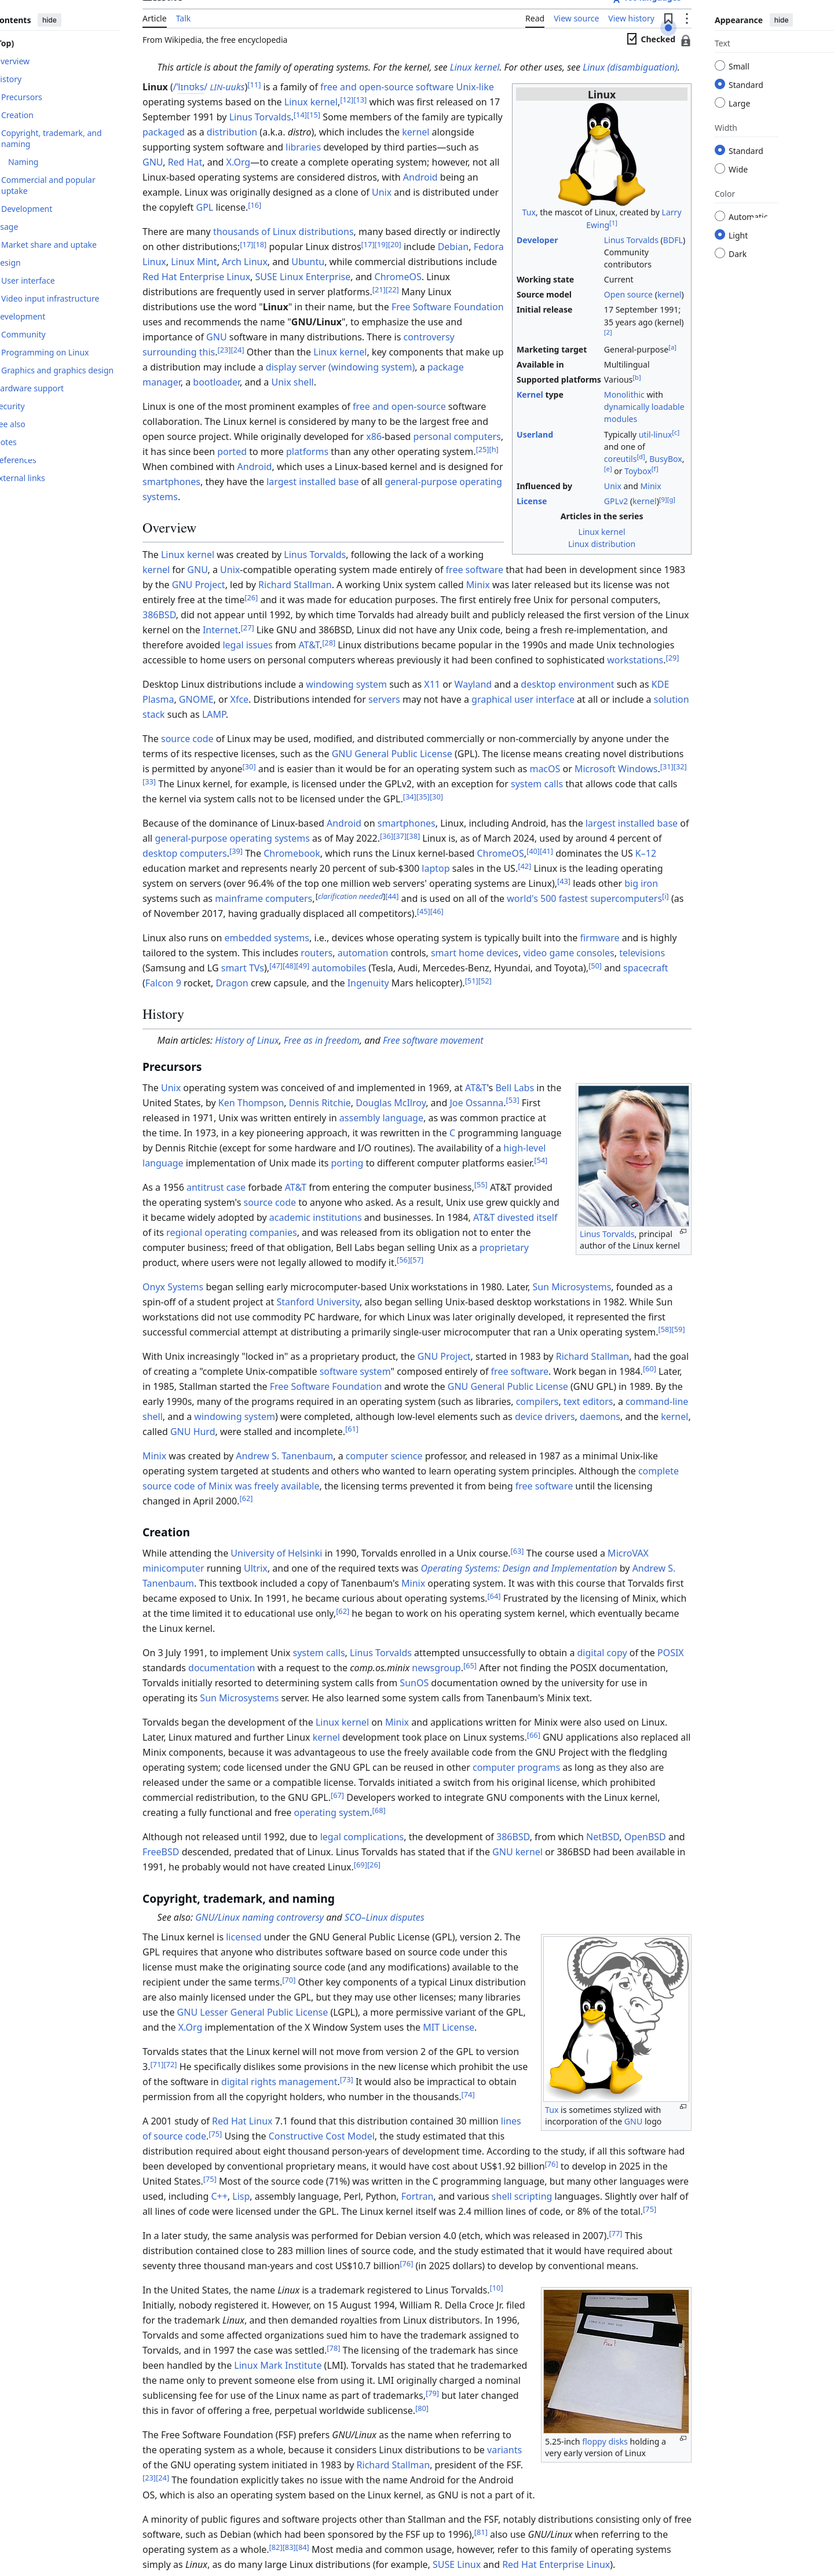 Article Talk Read View source View history
From Wikipedia, the free encyclopedia Checked
This article is about the family of operating systems. For the kernel, see Linux kernel. For other uses, see Linux (disambiguation).
Linux (/ˈlɪnʊks/ LIN-uuks)[11] is a family of free and open-source software Unix-like
operating systems based on the Linux kernel,[12][13] which was first released on 17
September 1991 by Linus Torvalds.[14][15] Some members of the family are typically
packaged as a distribution (a.k.a. distro), which includes the kernel alongside
supporting system software and libraries developed by third parties—such as
GNU, Red Hat, and X.Org—to create a complete operating system; however, not all
Linux-based operating systems are considered distros, with Android being an
example. Linux was originally designed as a clone of Unix and is distributed under
the copyleft GPL license.[16]
There are many thousands of Linux distributions, many based directly or indirectly
on other distributions;[17][18] popular Linux distros[17][19][20] include Debian, Fedora
Linux, Linux Mint, Arch Linux, and Ubuntu, while commercial distributions include
Red Hat Enterprise Linux, SUSE Linux Enterprise, and ChromeOS. Linux
distributions are frequently used in server platforms.[21][22] Many Linux
distributions use the word "Linux" in their name, but the Free Software Foundation
uses and recommends the name "GNU/Linux", to emphasize the use and
importance of GNU software in many distributions. There is controversy
surrounding this.[23][24] Other than the Linux kernel, key components that make up
a distribution may include a display server (windowing system), a package
manager, a bootloader, and a Unix shell.
Linux is one of the most prominent examples of free and open-source software
collaboration. The Linux kernel is considered by many to be the largest free and
open source project. While originally developed for x86-based personal computers,
it has since been ported to more platforms than any other operating system.[25][h]
When combined with Android, which uses a Linux-based kernel and is designed for
smartphones, they have the largest installed base of all general-purpose operating
systems.
Linux
Tux, the mascot of Linux, created by Larry
Ewing[1]
Developer Linus Torvalds (BDFL)
Community
contributors
Working state Current
Source model Open source (kernel)
Initial release 17 September 1991;
35 years ago (kernel)
[2]
Marketing target General-purpose[a]
Available in Multilingual
Supported platforms Various[b]
Kernel type Monolithic with
dynamically loadable
modules
Userland Typically util-linux[c]
and one of
coreutils[d], BusyBox,
[e] or Toybox[f]
Influenced by Unix and Minix
License GPLv2 (kernel)[9][g]
Articles in the series
Linux kernel
Linux distribution
Overview
The Linux kernel was created by Linus Torvalds, following the lack of a working
kernel for GNU, a Unix-compatible operating system made entirely of free software that had been in development since 1983
by the GNU Project, led by Richard Stallman. A working Unix system called Minix was later released but its license was not
entirely free at the time[26] and it was made for education purposes. The first entirely free Unix for personal computers,
386BSD, did not appear until 1992, by which time Torvalds had already built and publicly released the first version of the Linux
kernel on the Internet.[27] Like GNU and 386BSD, Linux did not have any Unix code, being a fresh re-implementation, and
therefore avoided legal issues from AT&T.[28] Linux distributions became popular in the 1990s and made Unix technologies
accessible to home users on personal computers whereas previously it had been confined to sophisticated workstations.[29]
Desktop Linux distributions include a windowing system such as X11 or Wayland and a desktop environment such as KDE
Plasma, GNOME, or Xfce. Distributions intended for servers may not have a graphical user interface at all or include a solution
stack such as LAMP.
The source code of Linux may be used, modified, and distributed commercially or non-commercially by anyone under the
terms of its respective licenses, such as the GNU General Public License (GPL). The license means creating novel distributions
is permitted by anyone[30] and is easier than it would be for an operating system such as macOS or Microsoft Windows.[31][32]
[33] The Linux kernel, for example, is licensed under the GPLv2, with an exception for system calls that allows code that calls
the kernel via system calls not to be licensed under the GPL.[34][35][30]
Because of the dominance of Linux-based Android on smartphones, Linux, including Android, has the largest installed base of
all general-purpose operating systems as of May 2022.[36][37][38] Linux is, as of March 2024, used by around 4 percent of
desktop computers.[39] The Chromebook, which runs the Linux kernel-based ChromeOS,[40][41] dominates the US K–12
education market and represents nearly 20 percent of sub-$300 laptop sales in the US.[42] Linux is the leading operating
system on servers (over 96.4% of the top one million web servers' operating systems are Linux),[43] leads other big iron
systems such as mainframe computers,[clarification needed][44] and is used on all of the world's 500 fastest supercomputers[i] (as
of November 2017, having gradually displaced all competitors).[45][46]
Linux also runs on embedded systems, i.e., devices whose operating system is typically built into the firmware and is highly
tailored to the system. This includes routers, automation controls, smart home devices, video game consoles, televisions
(Samsung and LG smart TVs),[47][48][49] automobiles (Tesla, Audi, Mercedes-Benz, Hyundai, and Toyota),[50] and spacecraft
(Falcon 9 rocket, Dragon crew capsule, and the Ingenuity Mars helicopter).[51][52]
History
Main articles: History of Linux, Free as in freedom, and Free software movement
Precursors
The Unix operating system was conceived of and implemented in 1969, at AT&T's Bell Labs in the
United States, by Ken Thompson, Dennis Ritchie, Douglas McIlroy, and Joe Ossanna.[53] First
released in 1971, Unix was written entirely in assembly language, as was common practice at
the time. In 1973, in a key pioneering approach, it was rewritten in the C programming language
by Dennis Ritchie (except for some hardware and I/O routines). The availability of a high-level
language implementation of Unix made its porting to different computer platforms easier.[54]
As a 1956 antitrust case forbade AT&T from entering the computer business,[55] AT&T provided
the operating system's source code to anyone who asked. As a result, Unix use grew quickly and
it became widely adopted by academic institutions and businesses. In 1984, AT&T divested itself
of its regional operating companies, and was released from its obligation not to enter the
computer business; freed of that obligation, Bell Labs began selling Unix as a proprietary
product, where users were not legally allowed to modify it.[56][57]
Linus Torvalds, principal
author of the Linux kernel
Onyx Systems began selling early microcomputer-based Unix workstations in 1980. Later, Sun Microsystems, founded as a
spin-off of a student project at Stanford University, also began selling Unix-based desktop workstations in 1982. While Sun
workstations did not use commodity PC hardware, for which Linux was later originally developed, it represented the first
successful commercial attempt at distributing a primarily single-user microcomputer that ran a Unix operating system.[58][59]
With Unix increasingly "locked in" as a proprietary product, the GNU Project, started in 1983 by Richard Stallman, had the goal
of creating a "complete Unix-compatible software system" composed entirely of free software. Work began in 1984.[60] Later,
in 1985, Stallman started the Free Software Foundation and wrote the GNU General Public License (GNU GPL) in 1989. By the
early 1990s, many of the programs required in an operating system (such as libraries, compilers, text editors, a command-line
shell, and a windowing system) were completed, although low-level elements such as device drivers, daemons, and the kernel,
called GNU Hurd, were stalled and incomplete.[61]
Minix was created by Andrew S. Tanenbaum, a computer science professor, and released in 1987 as a minimal Unix-like
operating system targeted at students and others who wanted to learn operating system principles. Although the complete
source code of Minix was freely available, the licensing terms prevented it from being free software until the licensing
changed in April 2000.[62]
Creation
While attending the University of Helsinki in 1990, Torvalds enrolled in a Unix course.[63] The course used a MicroVAX
minicomputer running Ultrix, and one of the required texts was Operating Systems: Design and Implementation by Andrew S.
Tanenbaum. This textbook included a copy of Tanenbaum's Minix operating system. It was with this course that Torvalds first
became exposed to Unix. In 1991, he became curious about operating systems.[64] Frustrated by the licensing of Minix, which
at the time limited it to educational use only,[62] he began to work on his operating system kernel, which eventually became
the Linux kernel.
On 3 July 1991, to implement Unix system calls, Linus Torvalds attempted unsuccessfully to obtain a digital copy of the POSIX
standards documentation with a request to the comp.os.minix newsgroup.[65] After not finding the POSIX documentation,
Torvalds initially resorted to determining system calls from SunOS documentation owned by the university for use in
operating its Sun Microsystems server. He also learned some system calls from Tanenbaum's Minix text.
Torvalds began the development of the Linux kernel on Minix and applications written for Minix were also used on Linux.
Later, Linux matured and further Linux kernel development took place on Linux systems.[66] GNU applications also replaced all
Minix components, because it was advantageous to use the freely available code from the GNU Project with the fledgling
operating system; code licensed under the GNU GPL can be reused in other computer programs as long as they also are
released under the same or a compatible license. Torvalds initiated a switch from his original license, which prohibited
commercial redistribution, to the GNU GPL.[67] Developers worked to integrate GNU components with the Linux kernel,
creating a fully functional and free operating system.[68]
Although not released until 1992, due to legal complications, the development of 386BSD, from which NetBSD, OpenBSD and
FreeBSD descended, predated that of Linux. Linus Torvalds has stated that if the GNU kernel or 386BSD had been available in
1991, he probably would not have created Linux.[69][26]
Copyright, trademark, and naming
See also: GNU/Linux naming controversy and SCO–Linux disputes
The Linux kernel is licensed under the GNU General Public License (GPL), version 2. The
GPL requires that anyone who distributes software based on source code under this
license must make the originating source code (and any modifications) available to the
recipient under the same terms.[70] Other key components of a typical Linux distribution
are also mainly licensed under the GPL, but they may use other licenses; many libraries
use the GNU Lesser General Public License (LGPL), a more permissive variant of the GPL,
and the X.Org implementation of the X Window System uses the MIT License.
Torvalds states that the Linux kernel will not move from version 2 of the GPL to version
3.[71][72] He specifically dislikes some provisions in the new license which prohibit the use
of the software in digital rights management.[73] It would also be impractical to obtain
permission from all the copyright holders, who number in the thousands.[74]
Tux is sometimes stylized with
incorporation of the GNU logo
A 2001 study of Red Hat Linux 7.1 found that this distribution contained 30 million lines
of source code.[75] Using the Constructive Cost Model, the study estimated that this
distribution required about eight thousand person-years of development time. According to the study, if all this software had
been developed by conventional proprietary means, it would have cost about US$1.92 billion[76] to develop in 2025 in the
United States.[75] Most of the source code (71%) was written in the C programming language, but many other languages were
used, including C++, Lisp, assembly language, Perl, Python, Fortran, and various shell scripting languages. Slightly over half of
all lines of code were licensed under the GPL. The Linux kernel itself was 2.4 million lines of code, or 8% of the total.[75]
In a later study, the same analysis was performed for Debian version 4.0 (etch, which was released in 2007).[77] This
distribution contained close to 283 million lines of source code, and the study estimated that it would have required about
seventy three thousand man-years and cost US$10.7 billion[76] (in 2025 dollars) to develop by conventional means.
In the United States, the name Linux is a trademark registered to Linus Torvalds.[10]
Initially, nobody registered it. However, on 15 August 1994, William R. Della Croce Jr. filed
for the trademark Linux, and then demanded royalties from Linux distributors. In 1996,
Torvalds and some affected organizations sued him to have the trademark assigned to
Torvalds, and in 1997 the case was settled.[78] The licensing of the trademark has since
been handled by the Linux Mark Institute (LMI). Torvalds has stated that he trademarked
the name only to prevent someone else from using it. LMI originally charged a nominal
sublicensing fee for use of the Linux name as part of trademarks,[79] but later changed
this in favor of offering a free, perpetual worldwide sublicense.[80]
5.25-inch floppy disks holding a
very early version of Linux
The Free Software Foundation (FSF) prefers GNU/Linux as the name when referring to
the operating system as a whole, because it considers Linux distributions to be variants
of the GNU operating system initiated in 1983 by Richard Stallman, president of the FSF.
[23][24] The foundation explicitly takes no issue with the name Android for the Android
OS, which is also an operating system based on the Linux kernel, as GNU is not a part of it.
A minority of public figures and software projects other than Stallman and the FSF, notably distributions consisting only of free
software, such as Debian (which had been sponsored by the FSF up to 1996),[81] also use GNU/Linux when referring to the
operating system as a whole.[82][83][84] Most media and common usage, however, refer to this family of operating systems
simply as Linux, as do many large Linux distributions (for example, SUSE Linux and Red Hat Enterprise Linux).
ontents hide
Top)
verview
istory
Precursors
Creation
Copyright, trademark, and
naming
Naming
Commercial and popular
uptake
Development
sage
Market share and uptake
esign
User interface
Video input infrastructure
evelopment
Community
Programming on Linux
Graphics and graphics design
ardware support
ecurity
ee also
otes
eferences
xternal links
Appearance hide
Text
Small
Standard
Large
Width
Standard
Wide
Color
Automatic
Light
Dark